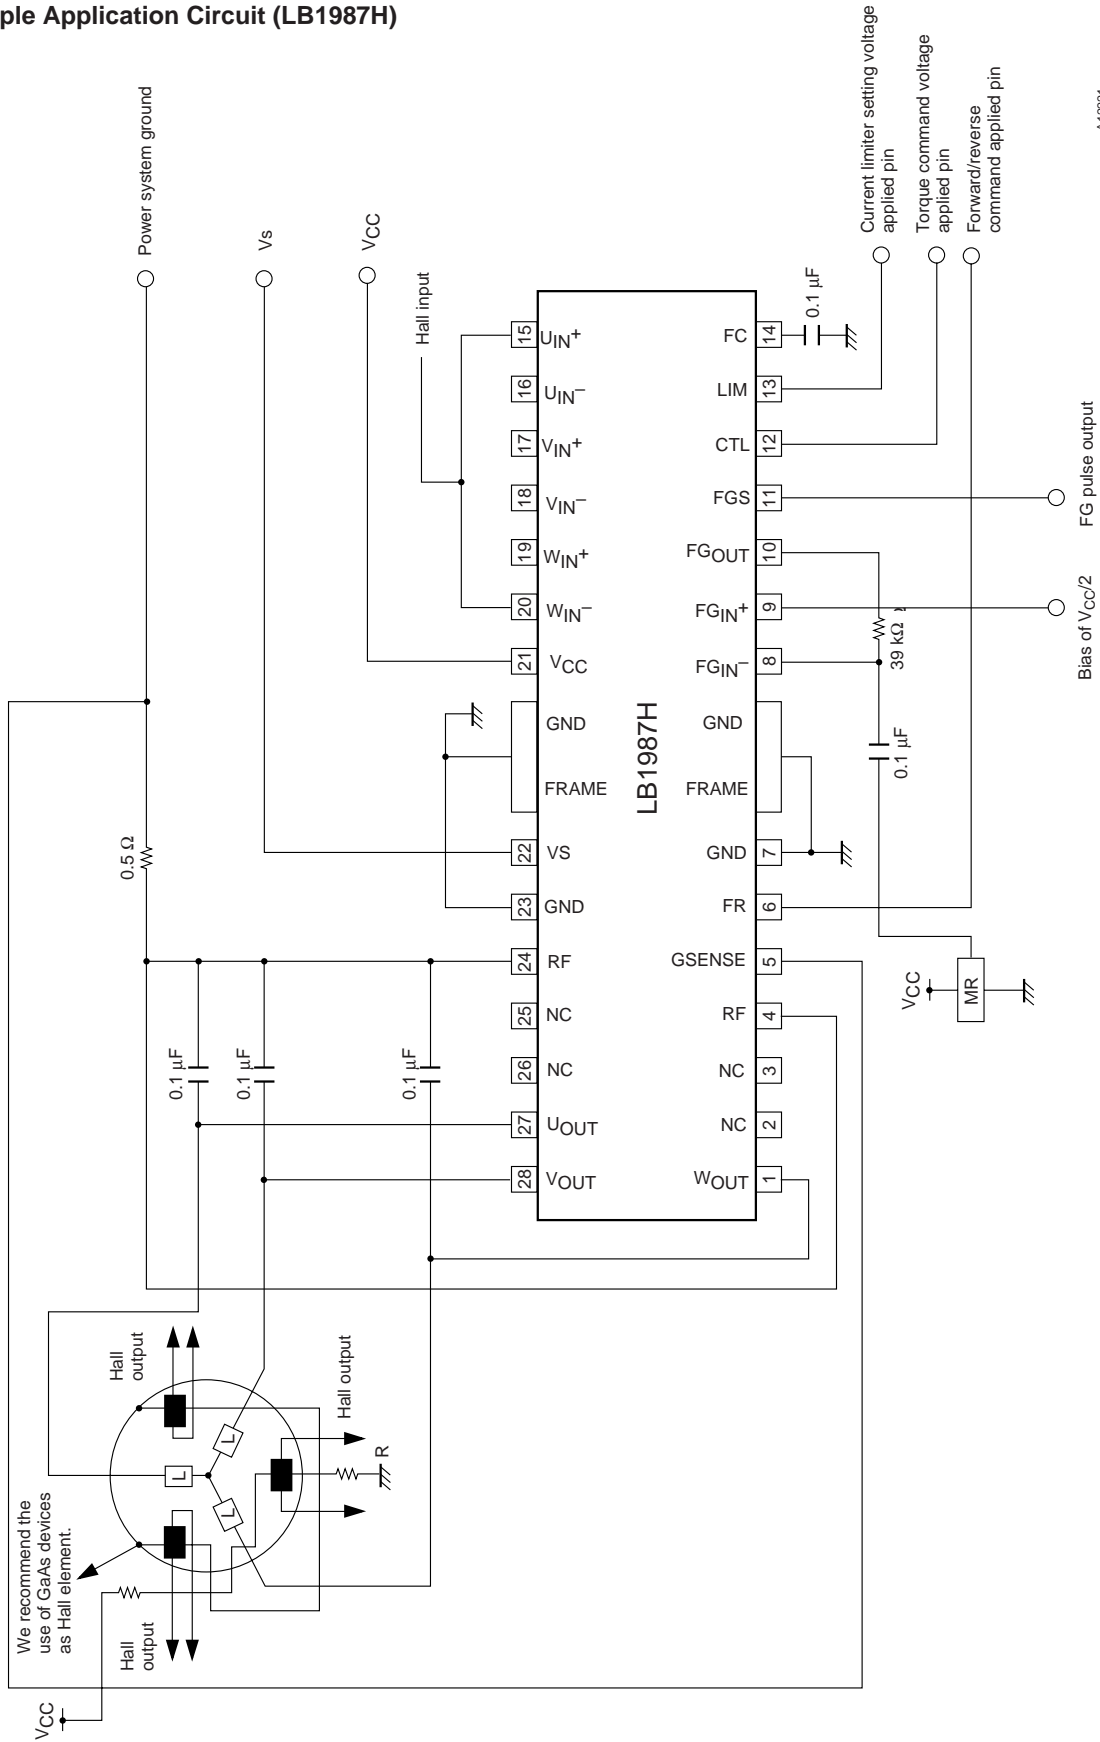 ple Application Circuit (LB1987H)
Power system ground
Vs
VCC
Hall input
Current limiter setting voltage
applied pin
Torque command voltage
applied pin
Forward/reverse
command applied pin
15 UIN+
16 UIN−
17 VIN+
18 VIN−
19 WIN+
20 WIN−
21 VCC
GND
FRAME
22 VS
23 GND
24 RF
25 NC
26 NC
27 UOUT
28 VOUT
LB1987H
FC 14
LIM 13
CTL 12
FGS 11
FGOUT 10
FGIN+ 9
FGIN− 8
GND
FRAME
GND 7
FR 6
GSENSE 5
RF 4
NC 3
NC 2
WOUT 1
0.1 µF
FG pulse output
Bias of VCC/2
39 kΩ
0.1 µF
VCC
MR
0.5 Ω
0.1 µF
0.1 µF
0.1 µF
Hall
output
Hall output
R
L
L
L
We recommend the
use of GaAs devices
as Hall element.
Hall
output
VCC